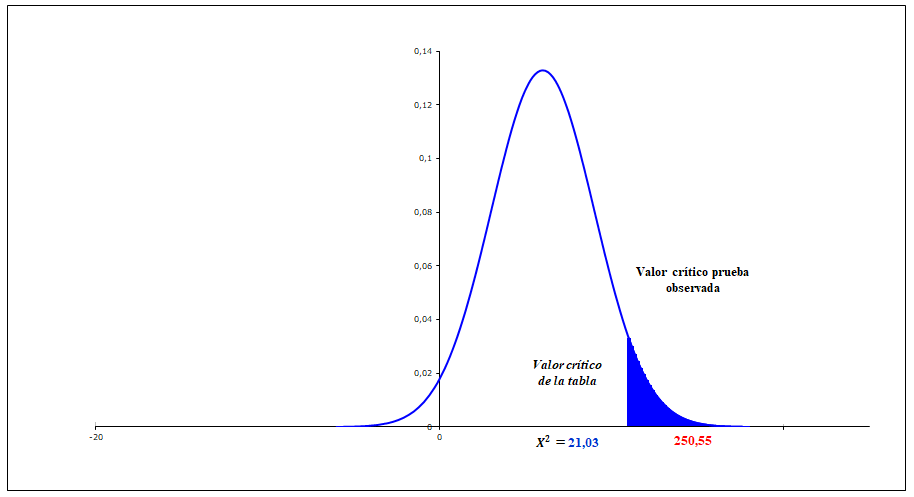 0,14
0,12
0,1
0,08
0,06
Valor crítico prueba
observada
0,04
Valor crítico
de la tabla
0,02
0
-20
0
X² = 21,03
250,55